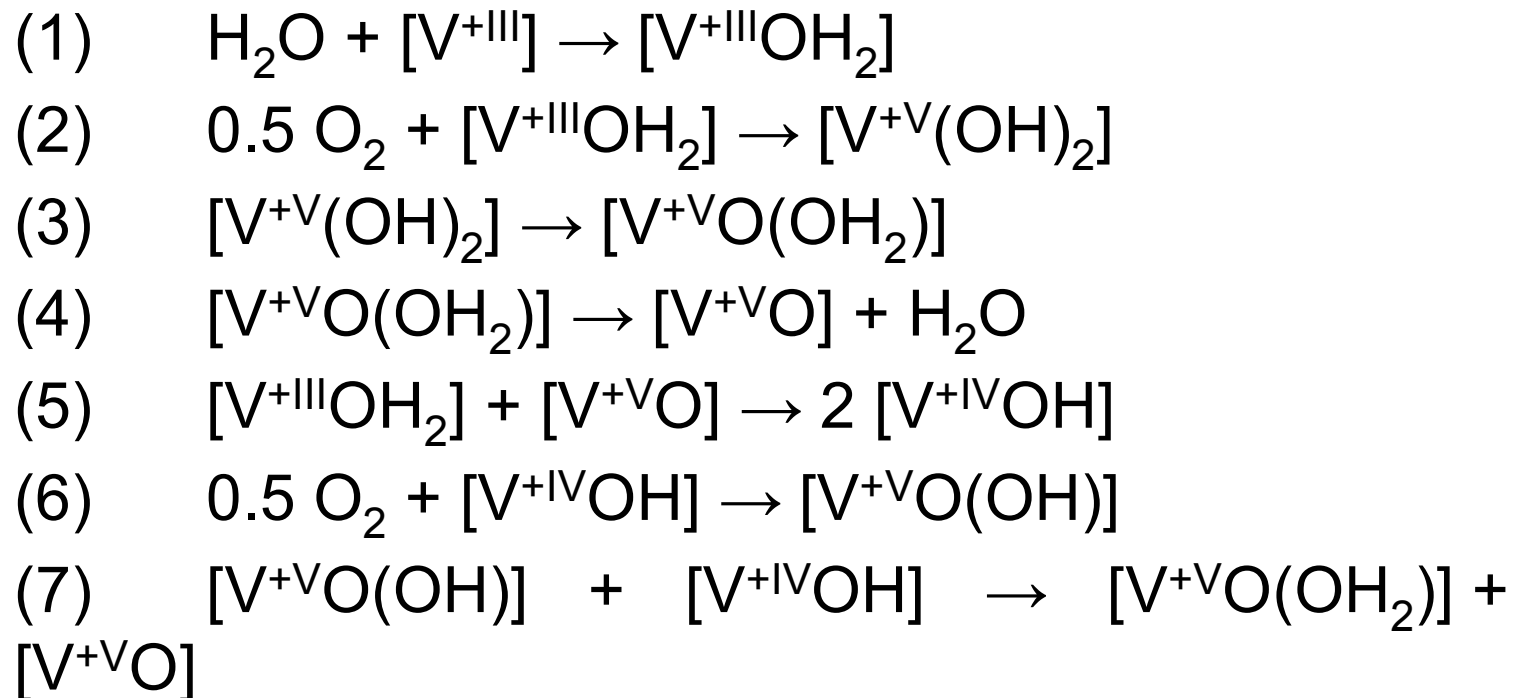 (1) H₂O + [V⁺ᴵᴵᴵ] → [V⁺ᴵᴵᴵOH₂]
(2) 0.5 O₂ + [V⁺ᴵᴵᴵOH₂] → [V⁺ⱽ(OH)₂]
(3) [V⁺ⱽ(OH)₂] → [V⁺ⱽO(OH₂)]
(4) [V⁺ⱽO(OH₂)] → [V⁺ⱽO] + H₂O
(5) [V⁺ᴵᴵᴵOH₂] + [V⁺ⱽO] → 2 [V⁺ᴵⱽOH]
(6) 0.5 O₂ + [V⁺ᴵⱽOH] → [V⁺ⱽO(OH)]
(7) [V⁺ⱽO(OH)] + [V⁺ᴵⱽOH] → [V⁺ⱽO(OH₂)] +
[V⁺ⱽO]